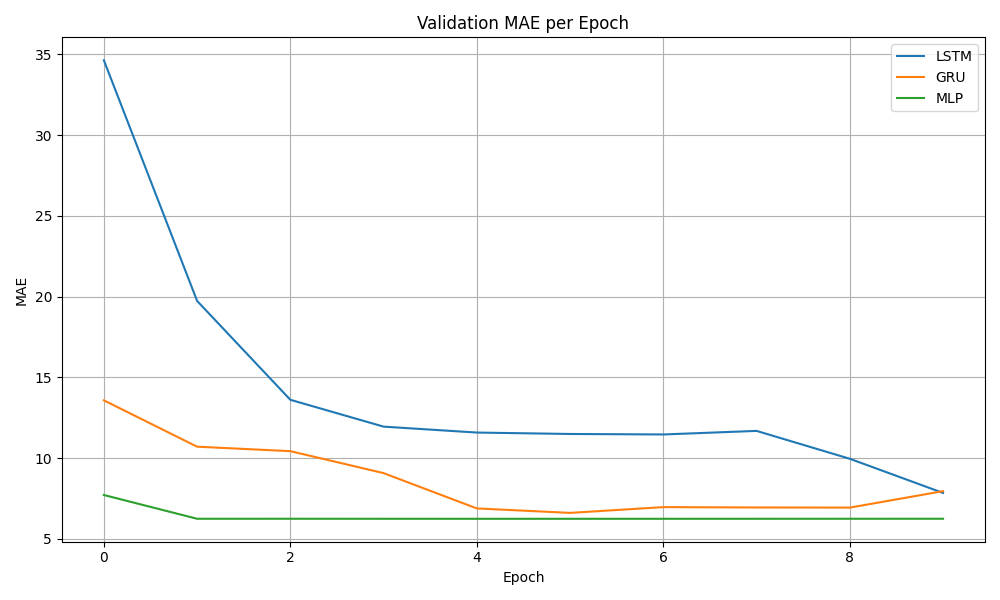 Validation MAE per Epoch
LSTM
GRU
MLP
MAE
35
30
25
20
15
10
5
0 2 4 6 8
Epoch